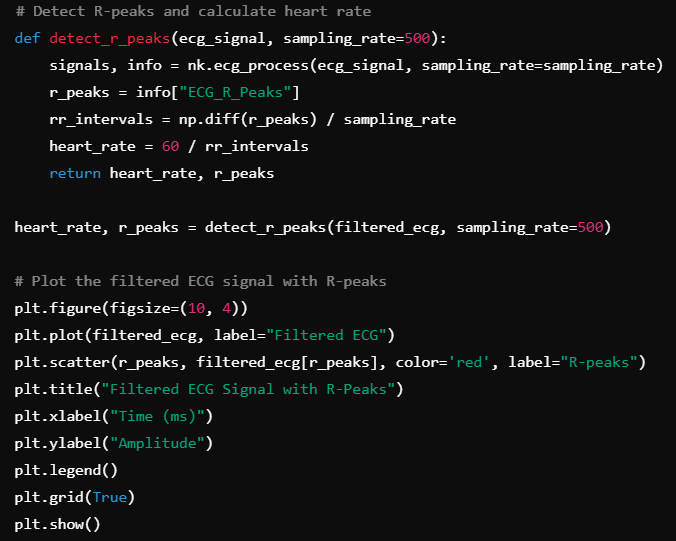 # Detect R-peaks and calculate heart rate
def detect_r_peaks(ecg_signal, sampling_rate=500):
    signals, info = nk.ecg_process(ecg_signal, sampling_rate=sampling_rate)
    r_peaks = info["ECG_R_Peaks"]
    rr_intervals = np.diff(r_peaks) / sampling_rate
    heart_rate = 60 / rr_intervals
    return heart_rate, r_peaks

heart_rate, r_peaks = detect_r_peaks(filtered_ecg, sampling_rate=500)

# Plot the filtered ECG signal with R-peaks
plt.figure(figsize=(10, 4))
plt.plot(filtered_ecg, label="Filtered ECG")
plt.scatter(r_peaks, filtered_ecg[r_peaks], color='red', label="R-peaks")
plt.title("Filtered ECG Signal with R-Peaks")
plt.xlabel("Time (ms)")
plt.ylabel("Amplitude")
plt.legend()
plt.grid(True)
plt.show()